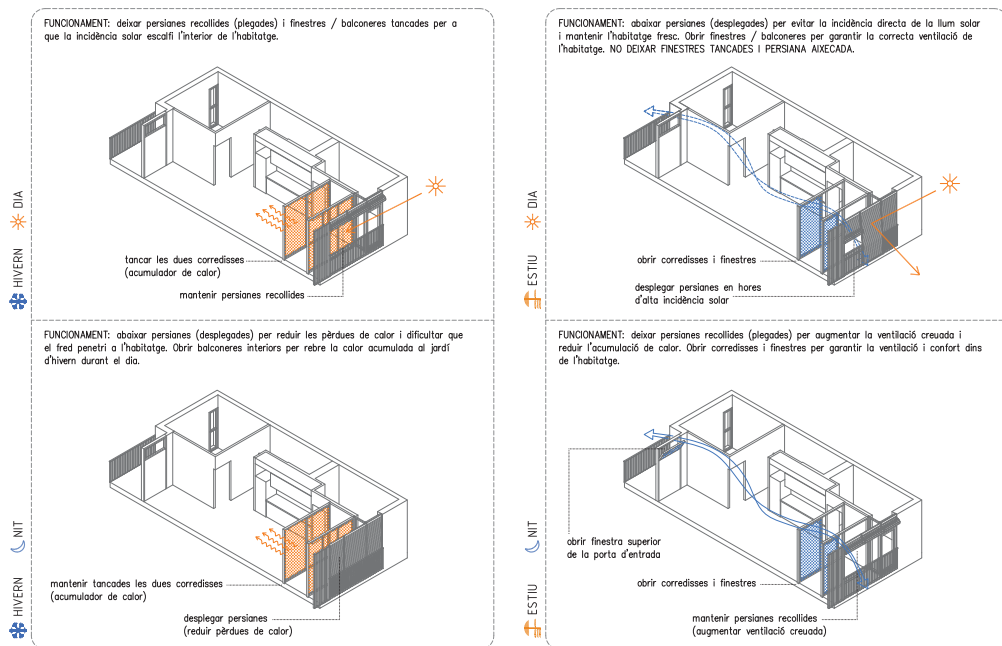 FUNCIONAMENT: deixar persianes recollides (plegades) i finestres / balconeres tancades per a
que la incidència solar escalfi l'interior de l'habitatge.
DIA
HIVERN
tancar les dues corredisses
(acumulador de calor)
mantenir persianes recollides
FUNCIONAMENT: abaixar persianes (desplegades) per evitar la incidència directa de la llum solar
i mantenir l'habitatge fresc. Obrir finestres / balconeres per garantir la correcta ventilació de
l'habitatge. NO DEIXAR FINESTRES TANCADES I PERSIANA AIXECADA.
DIA
ESTIU
obrir corredisses i finestres
desplegar persianes en hores
d'alta incidència solar
FUNCIONAMENT: abaixar persianes (desplegades) per reduir les pèrdues de calor i dificultar que
el fred penetri a l'habitatge. Obrir balconeres interiors per rebre la calor acumulada al jardí
d'hivern durant el dia.
NIT
HIVERN
mantenir tancades les dues corredisses
(acumulador de calor)
desplegar persianes
(reduir pèrdues de calor)
FUNCIONAMENT: deixar persianes recollides (plegades) per augmentar la ventilació creuada i
reduir l'acumulació de calor. Obrir corredisses i finestres per garantir la ventilació i confort dins
de l'habitatge.
NIT
ESTIU
obrir finestra superior
de la porta d'entrada
obrir corredisses i finestres
mantenir persianes recollides
(augmentar ventilació creuada)